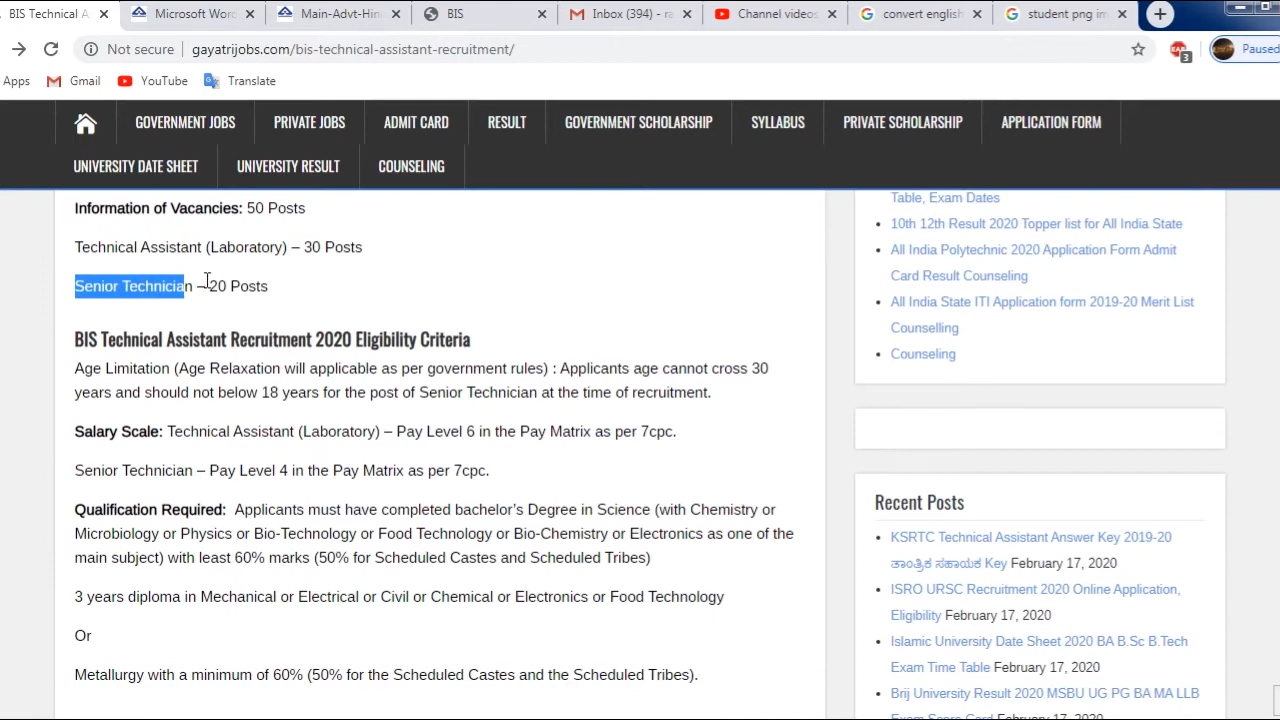 BIS Technical A
Microsoft Word
Main-Advt-Hin
BIS
Inbox (394) - ra
Channel videos
convert english
student png im
Not secure
gayatrijobs.com/bis-technical-assistant-recruitment/
3
Paused
Apps
Gmail
YouTube
Translate
GOVERNMENT JOBS
PRIVATE JOBS
ADMIT CARD
RESULT
GOVERNMENT SCHOLARSHIP
SYLLABUS
PRIVATE SCHOLARSHIP
APPLICATION FORM
UNIVERSITY DATE SHEET
UNIVERSITY RESULT
COUNSELING
Information of Vacancies: 50 Posts
Technical Assistant (Laboratory) – 30 Posts
Senior Technician – 20 Posts
BIS Technical Assistant Recruitment 2020 Eligibility Criteria
Age Limitation (Age Relaxation will applicable as per government rules) : Applicants age cannot cross 30
years and should not below 18 years for the post of Senior Technician at the time of recruitment.
Salary Scale: Technical Assistant (Laboratory) – Pay Level 6 in the Pay Matrix as per 7cpc.
Senior Technician – Pay Level 4 in the Pay Matrix as per 7cpc.
Qualification Required: Applicants must have completed bachelor's Degree in Science (with Chemistry or
Microbiology or Physics or Bio-Technology or Food Technology or Bio-Chemistry or Electronics as one of the
main subject) with least 60% marks (50% for Scheduled Castes and Scheduled Tribes)
3 years diploma in Mechanical or Electrical or Civil or Chemical or Electronics or Food Technology
Or
Metallurgy with a minimum of 60% (50% for the Scheduled Castes and the Scheduled Tribes).
Table, Exam Dates
10th 12th Result 2020 Topper list for All India State
All India Polytechnic 2020 Application Form Admit
Card Result Counseling
All India State ITI Application form 2019-20 Merit List
Counselling
Counseling
Recent Posts
KSRTC Technical Assistant Answer Key 2019-20
ತಾಂತ್ರಿಕ ಸಹಾಯಕ Key February 17, 2020
ISRO URSC Recruitment 2020 Online Application,
Eligibility February 17, 2020
Islamic University Date Sheet 2020 BA B.Sc B.Tech
Exam Time Table February 17, 2020
Brij University Result 2020 MSBU UG PG BA MA LLB
Exam Score Card February 17, 2020